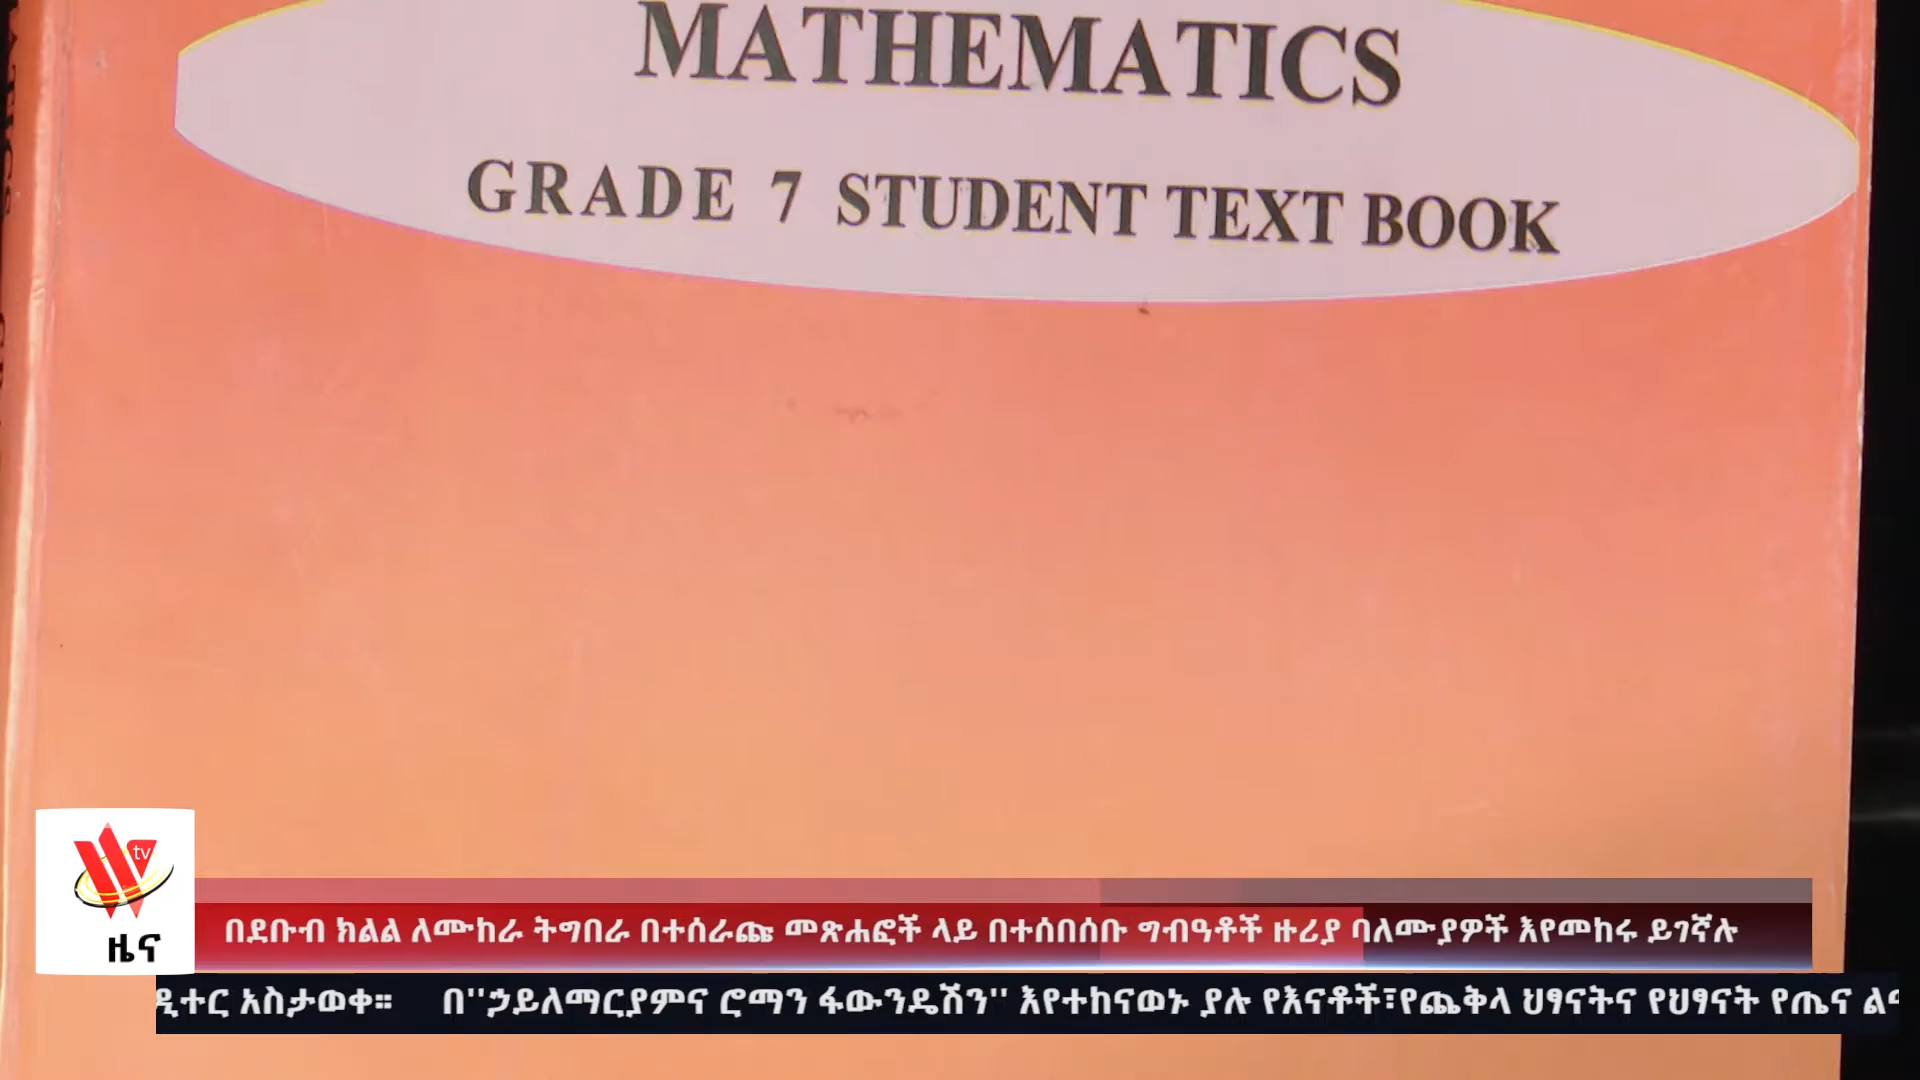 MATHEMATICS
GRADE 7 STUDENT TEXT BOOK
tv
ዜና
በደቡብ ክልል ለሙከራ ትግበራ በተሰራጩ መጽሐፎች ላይ በተሰበሰቡ ግብዓቶች ዙሪያ ባለሙያዎች እየመከሩ ይገኛሉ
ዲተር አስታወቀ። በ"ኃይለማርያምና ሮማን ፋውንዴሽን" እየተከናወኑ ያሉ የእናቶች፣የጨቅላ ህፃናትና የህፃናት የጤና